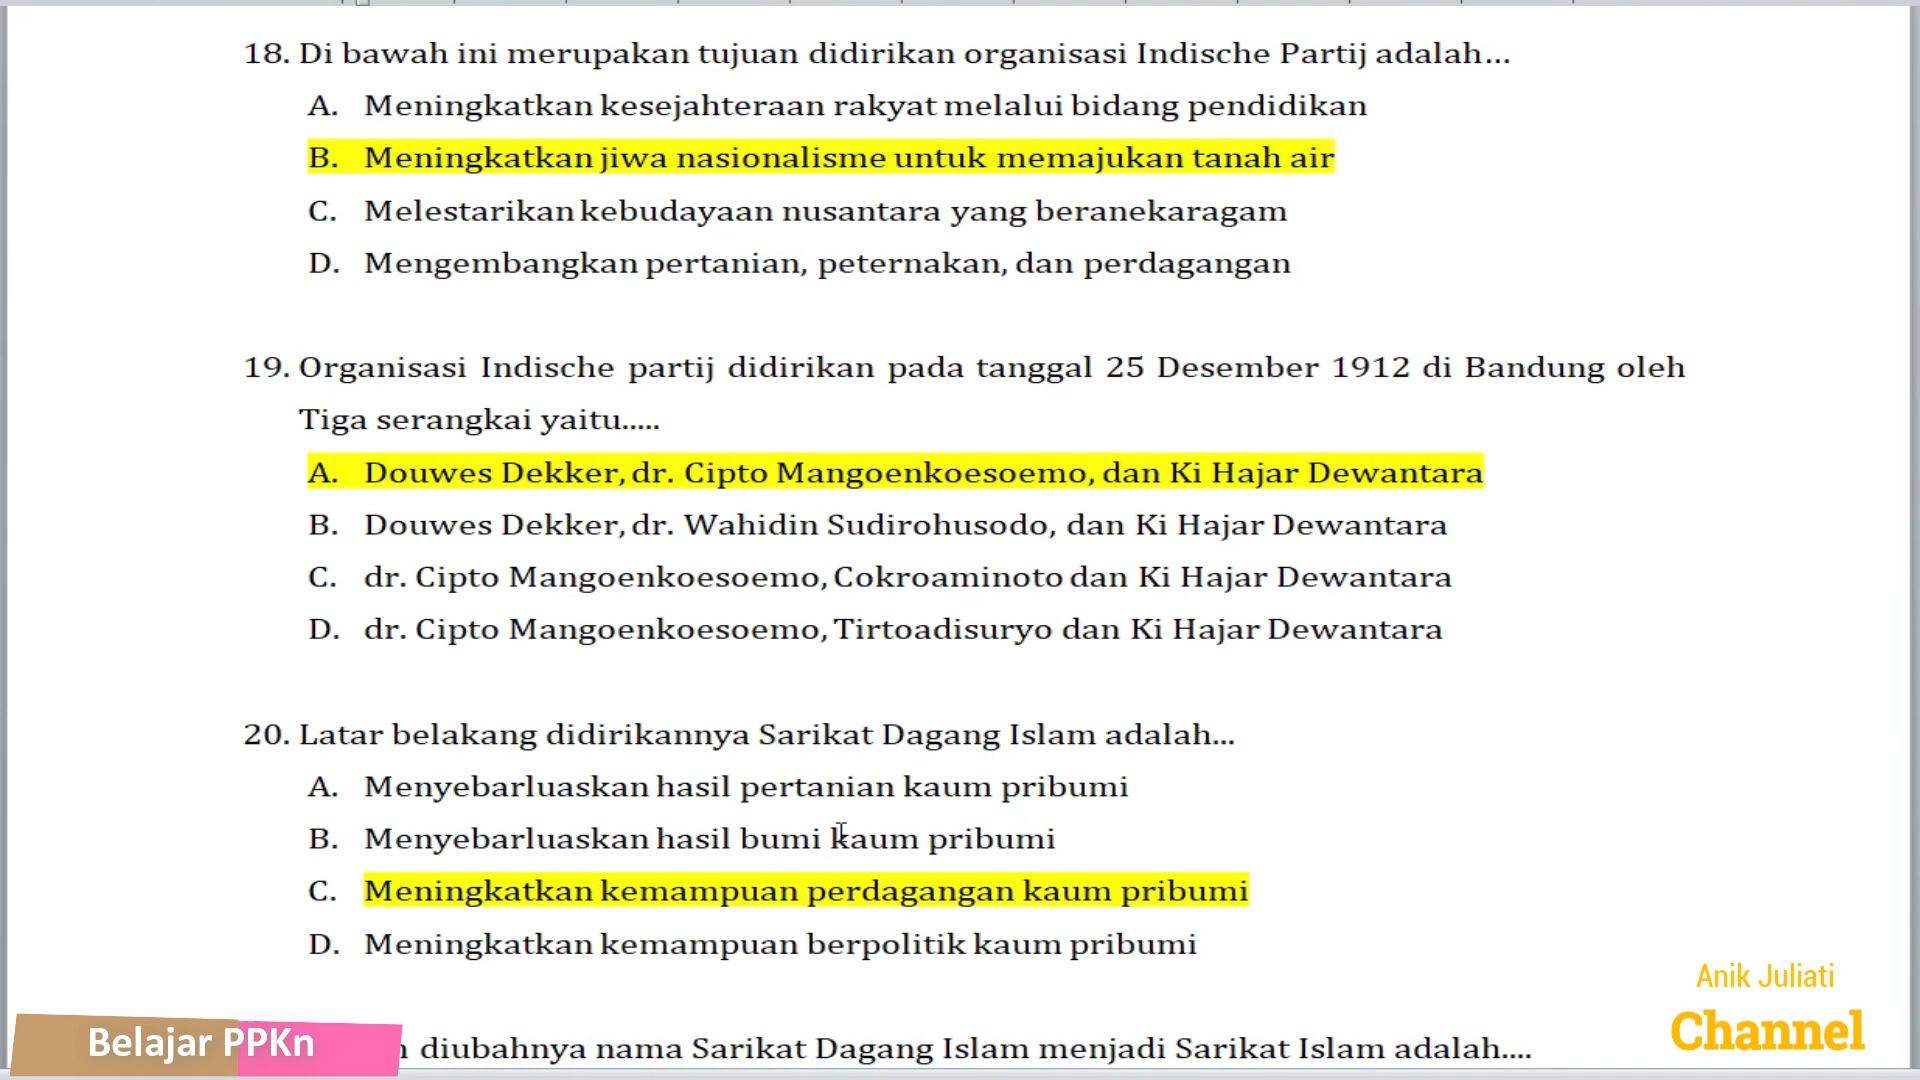 18. Di bawah ini merupakan tujuan didirikan organisasi Indische Partij adalah...
A. Meningkatkan kesejahteraan rakyat melalui bidang pendidikan
B. Meningkatkan jiwa nasionalisme untuk memajukan tanah air
C. Melestarikan kebudayaan nusantara yang beranekaragam
D. Mengembangkan pertanian, peternakan, dan perdagangan
19. Organisasi Indische partij didirikan pada tanggal 25 Desember 1912 di Bandung oleh
Tiga serangkai yaitu.....
A. Douwes Dekker, dr. Cipto Mangoenkoesoemo, dan Ki Hajar Dewantara
B. Douwes Dekker, dr. Wahidin Sudirohusodo, dan Ki Hajar Dewantara
C. dr. Cipto Mangoenkoesoemo, Cokroaminoto dan Ki Hajar Dewantara
D. dr. Cipto Mangoenkoesoemo, Tirtoadisuryo dan Ki Hajar Dewantara
20. Latar belakang didirikannya Sarikat Dagang Islam adalah...
A. Menyebarluaskan hasil pertanian kaum pribumi
B. Menyebarluaskan hasil bumi kaum pribumi
C. Meningkatkan kemampuan perdagangan kaum pribumi
D. Meningkatkan kemampuan berpolitik kaum pribumi
Anik Juliati
Channel
Belajar PPKn
diubahnya nama Sarikat Dagang Islam menjadi Sarikat Islam adalah....